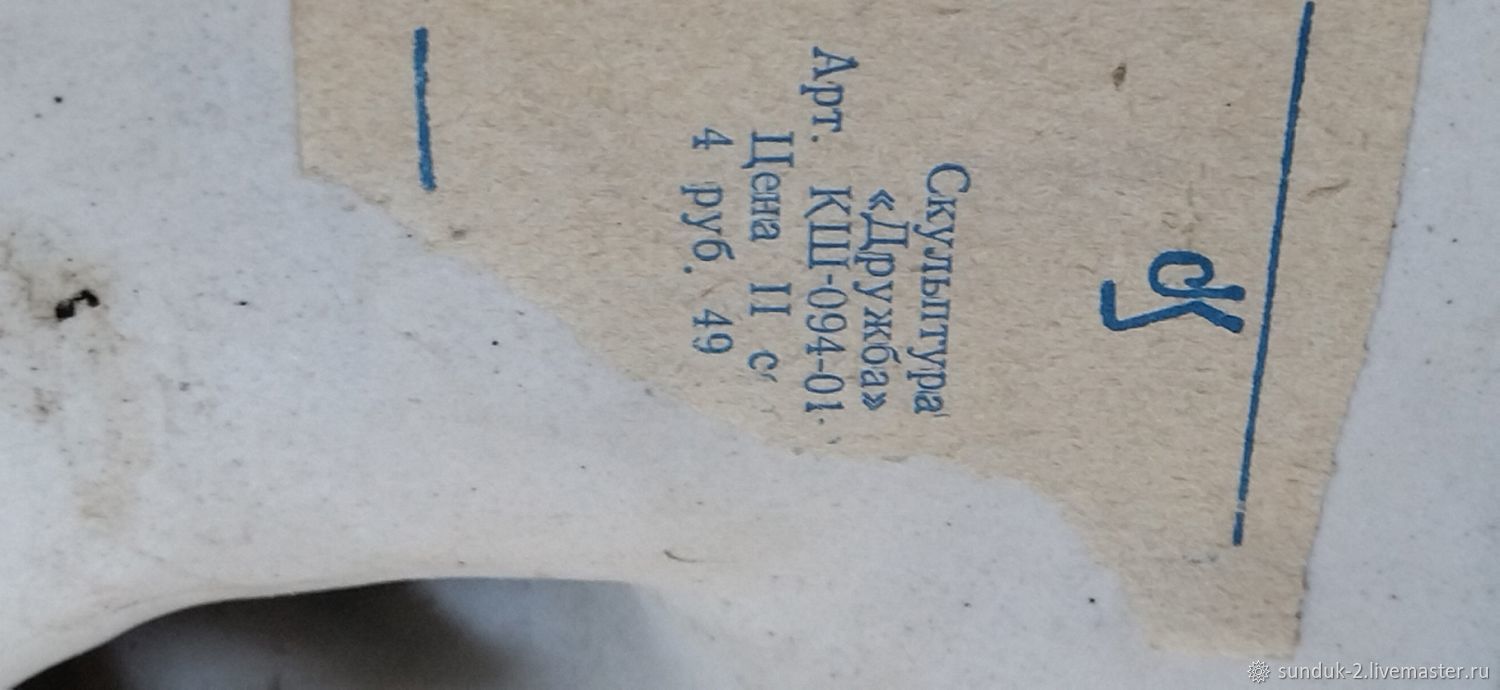 Скульптура
«Дружба»
Арт. КШ-094-01
Цена II с
4 руб. 49
sunduk-2.livemaster.ru